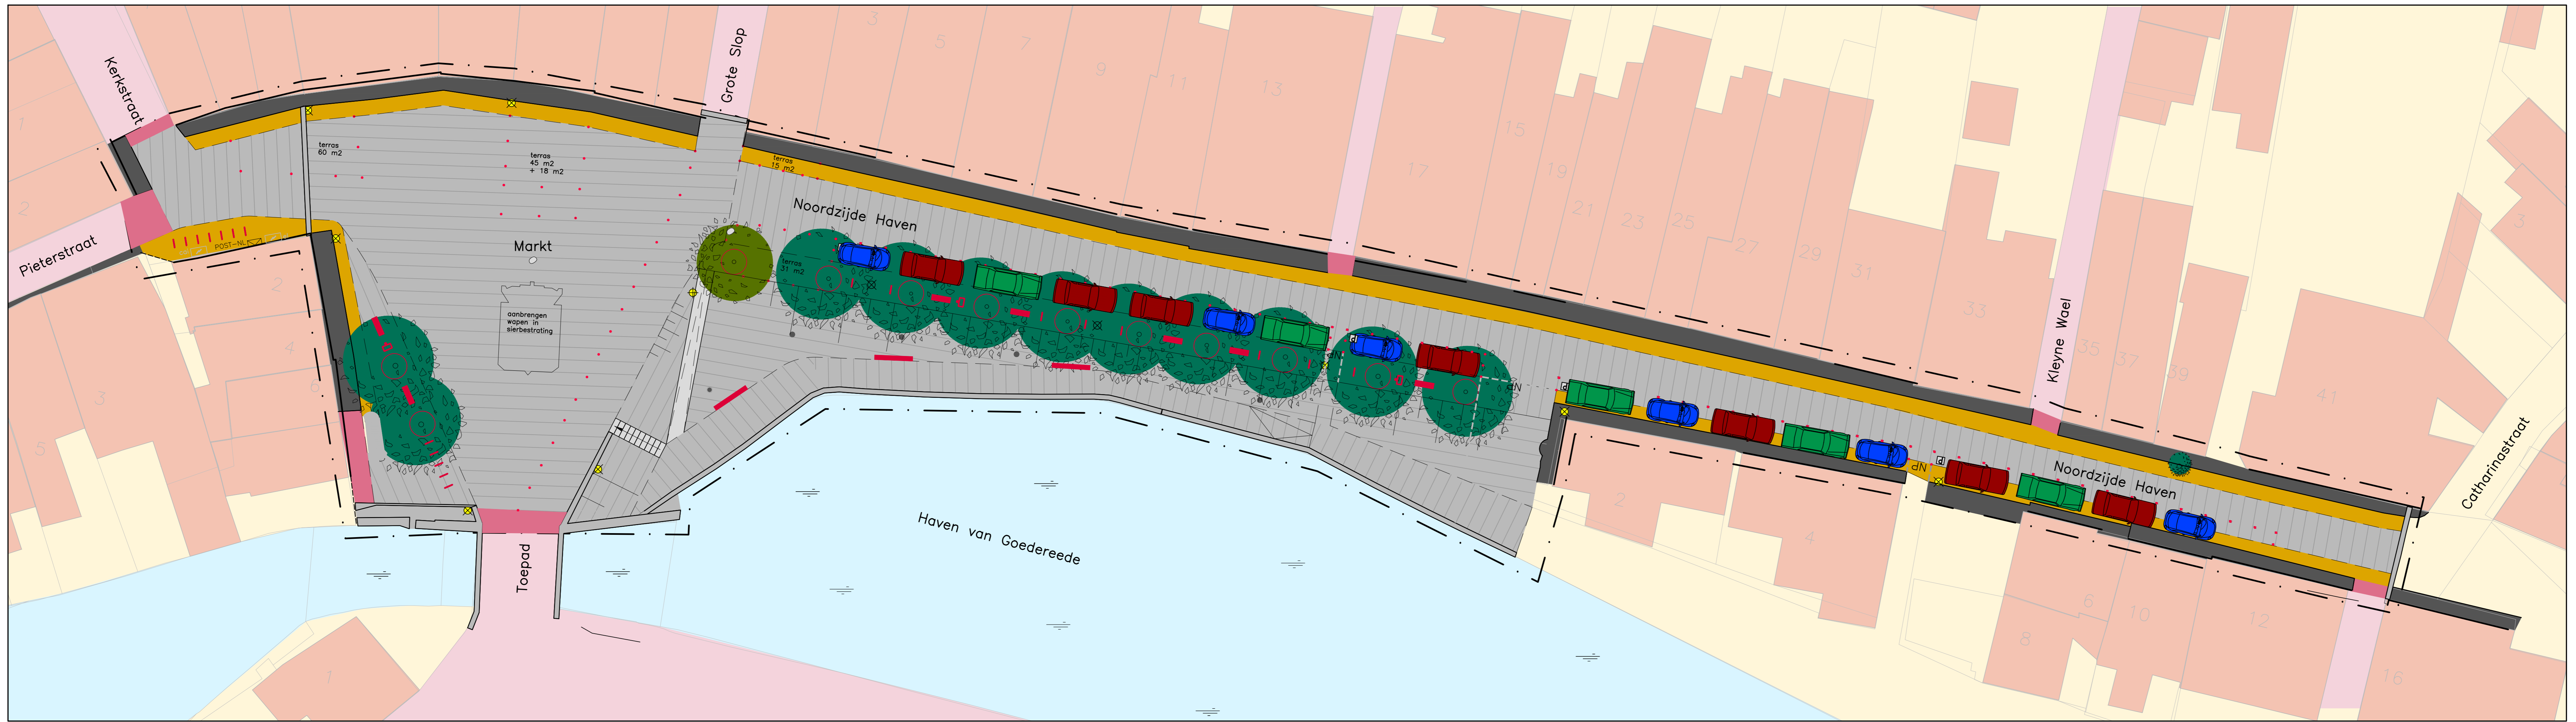 Kerkstraat
Pieterstraat
POST-NL
terras
60 m2
terras
45 m2
+ 18 m2
Markt
aanbrengen
wapen in
sierbestrating
Toepad
Grote Slop
terras
15 m2
Noordzijde Haven
terras
31 m2
Haven van Goedereede
Kleyne Wael
Noordzijde Haven
Catharinastraat
1
2
3
5
2
4
6
1
3
5
7
9
11
13
15
17
19
21
23
25
27
29
31
33
35
37
39
41
3
2
4
6
8
10
12
16
P
P
P
P